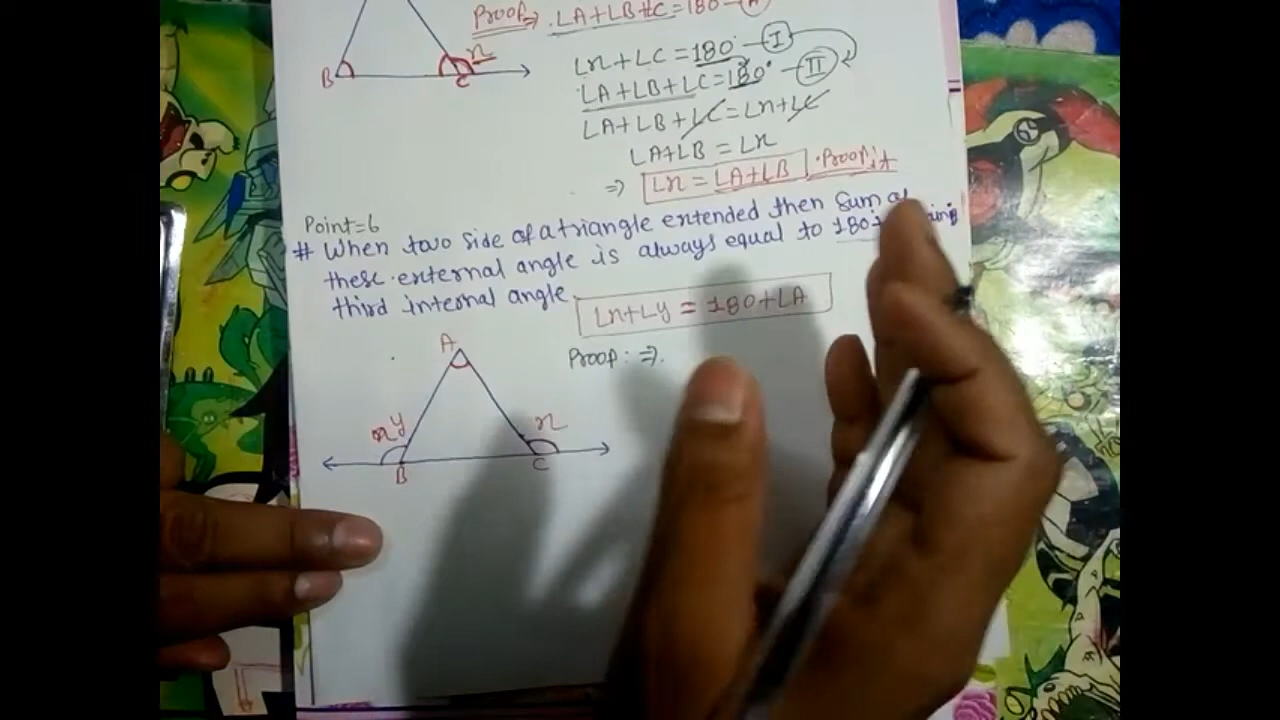 Proof ⇒ ∠A+∠B+∠C=180
∠n+∠C=180° - I
∠A+∠B+∠C=180° - II
∠A+∠B+∠C=∠n+∠C
∠A+∠B=∠n
⇒ ∠n=∠A+∠B Proof
B
C
n
Point=6
# When two side of a triangle extended then sum of
these external angle is always equal to 180+
third internal angle.
∠n+∠y = 180+∠A
Proof: ⇒
A
y
n
B
C